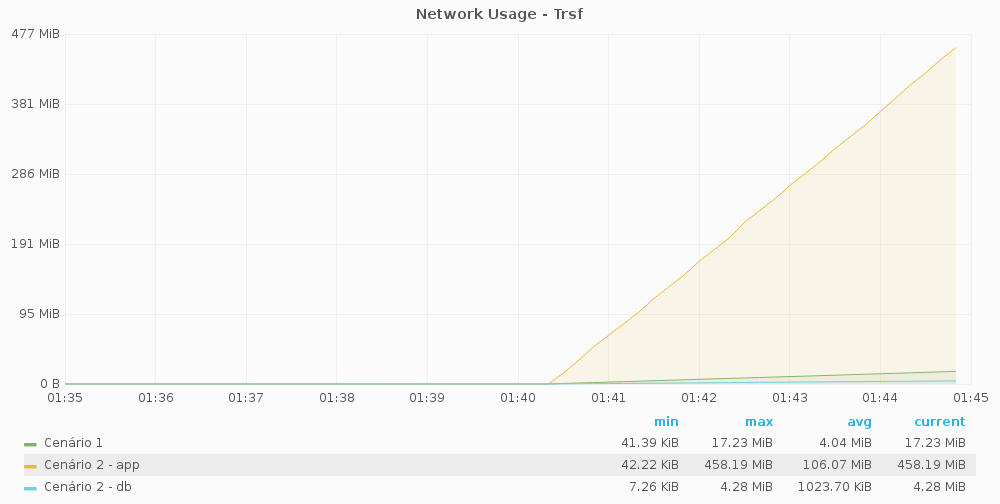 Network Usage - Trsf
477 MiB
381 MiB
286 MiB
191 MiB
95 MiB
0 B
01:35 01:36 01:37 01:38 01:39 01:40 01:41 01:42 01:43 01:44 01:45
min max avg current
Cenário 1 41.39 KiB 17.23 MiB 4.04 MiB 17.23 MiB
Cenário 2 - app 42.22 KiB 458.19 MiB 106.07 MiB 458.19 MiB
Cenário 2 - db 7.26 KiB 4.28 MiB 1023.70 KiB 4.28 MiB